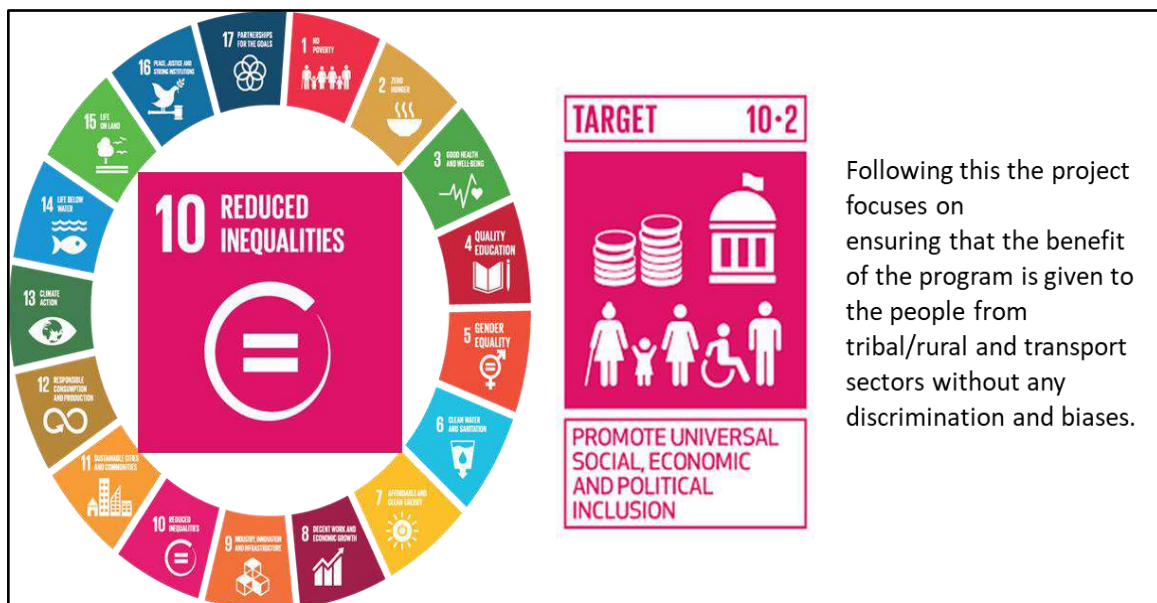 17 PARTNERSHIPS
FOR THE GOALS
1 NO
POVERTY
2 ZERO
HUNGER
3 GOOD HEALTH
AND WELL-BEING
4 QUALITY
EDUCATION
5 GENDER
EQUALITY
6 CLEAN WATER
AND SANITATION
7 AFFORDABLE AND
CLEAN ENERGY
8 DECENT WORK AND
ECONOMIC GROWTH
9 INDUSTRY, INNOVATION
AND INFRASTRUCTURE
10 REDUCED
INEQUALITIES
11 SUSTAINABLE CITIES
AND COMMUNITIES
12 RESPONSIBLE
CONSUMPTION
AND PRODUCTION
13 CLIMATE
ACTION
14 LIFE BELOW
WATER
15 LIFE
ON LAND
16 PEACE, JUSTICE AND
STRONG INSTITUTIONS
10 REDUCED
INEQUALITIES
TARGET 10·2
PROMOTE UNIVERSAL
SOCIAL, ECONOMIC
AND POLITICAL
INCLUSION
Following this the project
focuses on
ensuring that the benefit
of the program is given to
the people from
tribal/rural and transport
sectors without any
discrimination and biases.